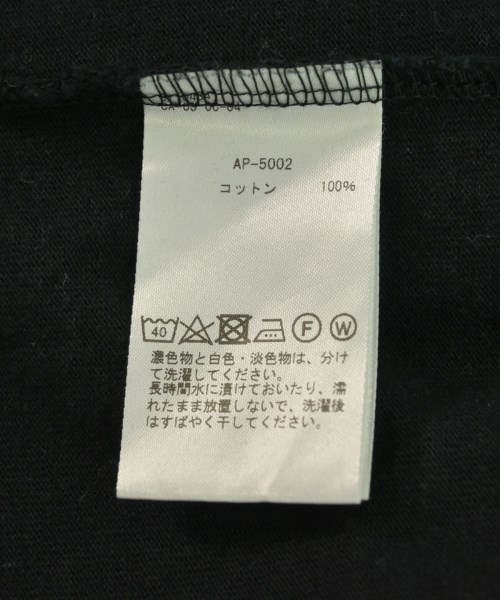 AP-5002
コットン 100%
40 F W
濃色物と白色・淡色物は、分け
て洗濯してください。
長時間水に漬けておいたり、濡
れたまま放置しないで、洗濯後
はすばやく干してください。